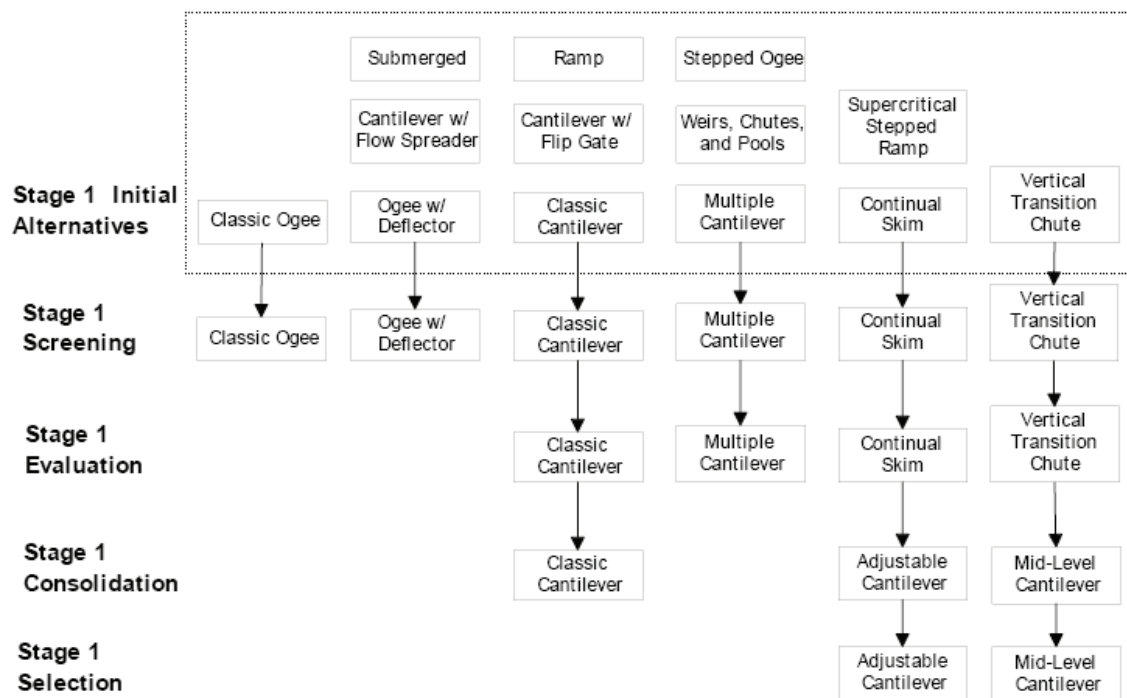 Submerged
Ramp
Stepped Ogee
Cantilever w/
Flow Spreader
Cantilever w/
Flip Gate
Weirs, Chutes,
and Pools
Supercritical
Stepped
Ramp
Stage 1 Initial
Alternatives
Classic Ogee
Ogee w/
Deflector
Classic
Cantilever
Multiple
Cantilever
Continual
Skim
Vertical
Transition
Chute
Stage 1
Screening
Classic Ogee
Ogee w/
Deflector
Classic
Cantilever
Multiple
Cantilever
Continual
Skim
Vertical
Transition
Chute
Stage 1
Evaluation
Classic
Cantilever
Multiple
Cantilever
Continual
Skim
Vertical
Transition
Chute
Stage 1
Consolidation
Classic
Cantilever
Adjustable
Cantilever
Mid-Level
Cantilever
Stage 1
Selection
Adjustable
Cantilever
Mid-Level
Cantilever